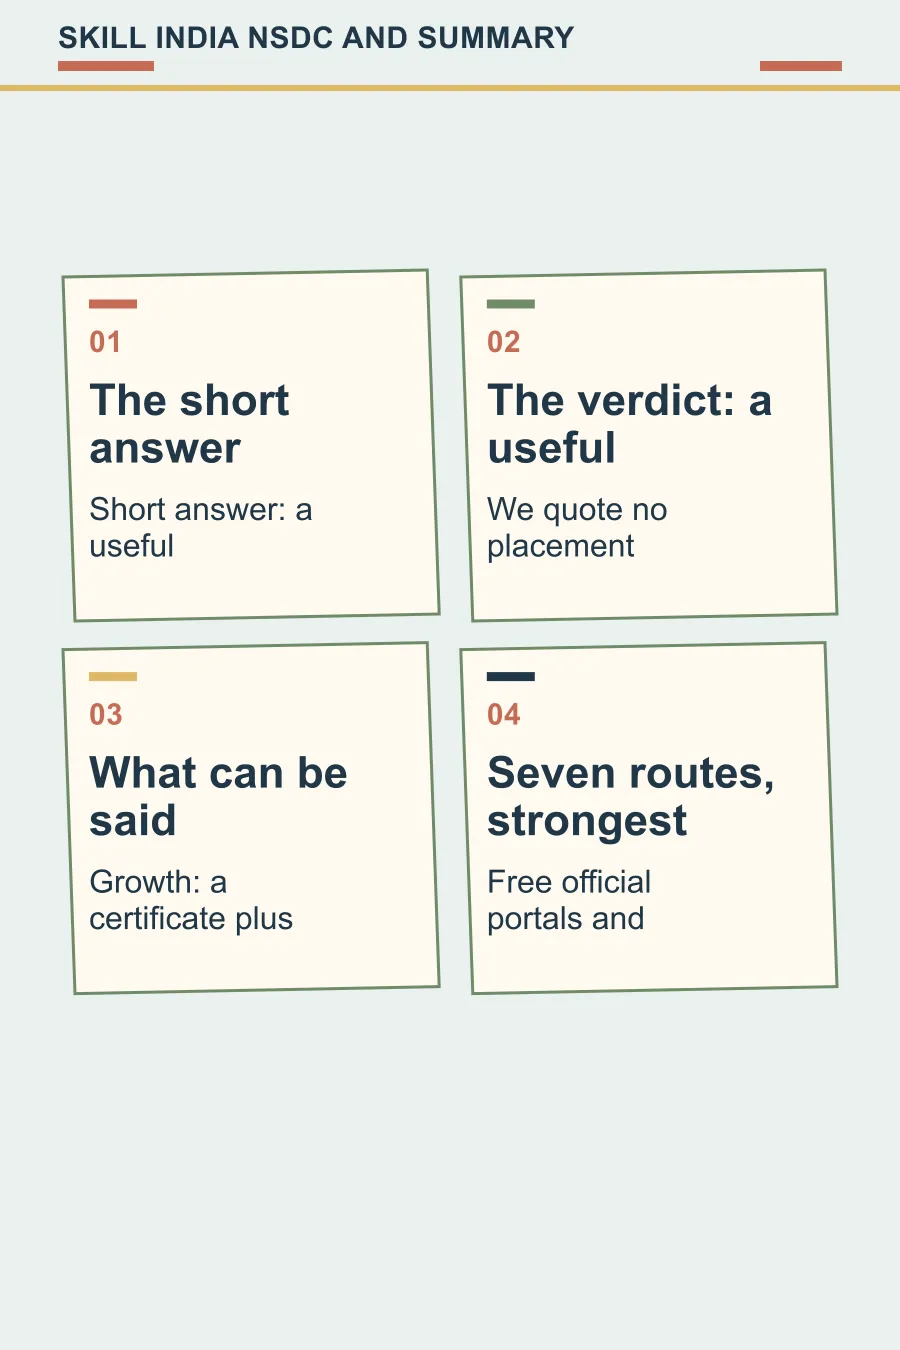 SKILL INDIA NSDC AND SUMMARY
01
The short
answer
Short answer: a
useful
02
The verdict: a
useful
We quote no
placement
03
What can be
said
Growth: a
certificate plus
04
Seven routes,
strongest
Free official
portals and